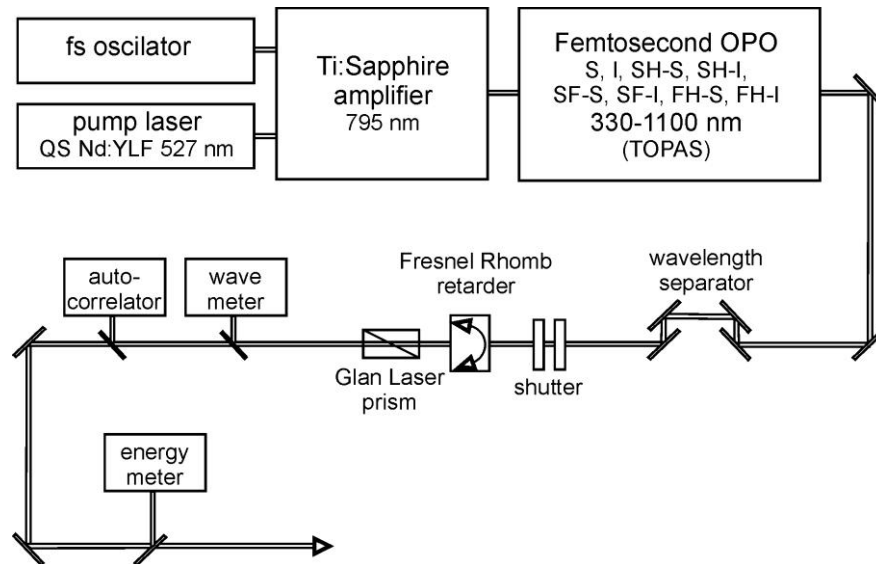 fs oscilator
pump laser
QS Nd:YLF 527 nm
Ti:Sapphire
amplifier
795 nm
Femtosecond OPO
S, I, SH-S, SH-I,
SF-S, SF-I, FH-S, FH-I
330-1100 nm
(TOPAS)
auto-
correlator
wave
meter
Fresnel Rhomb
retarder
wavelength
separator
Glan Laser
prism
shutter
energy
meter